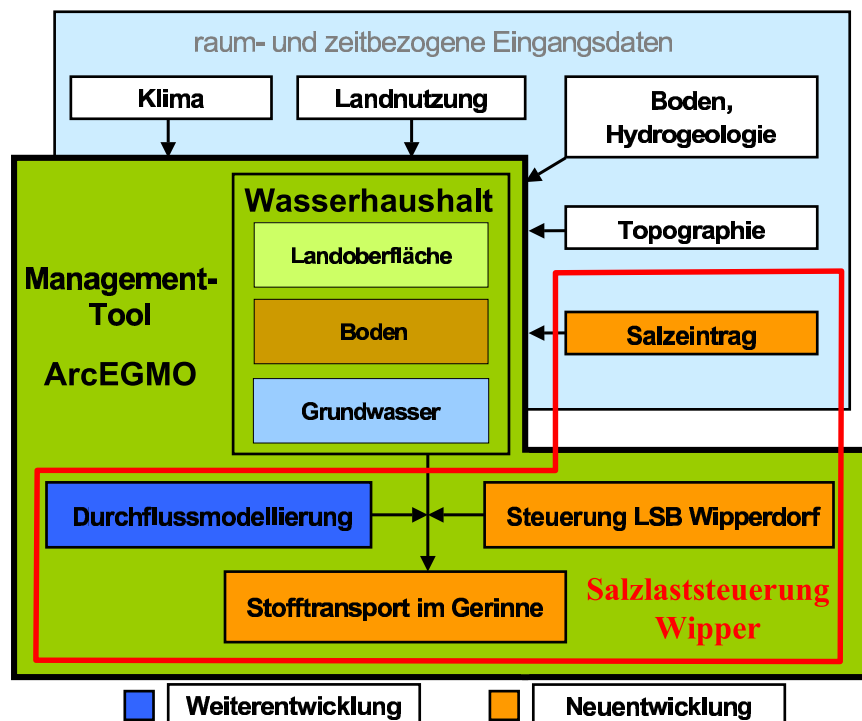 raum- und zeitbezogene Eingangsdaten
Klima
Landnutzung
Boden,
Hydrogeologie
Wasserhaushalt
Landoberfläche
Topographie
Management-
Tool
ArcEGMO
Boden
Salzeintrag
Grundwasser
Durchflussmodellierung
Steuerung LSB Wipperdorf
Stofftransport im Gerinne
Salzlaststeuerung
Wipper
Weiterentwicklung
Neuentwicklung